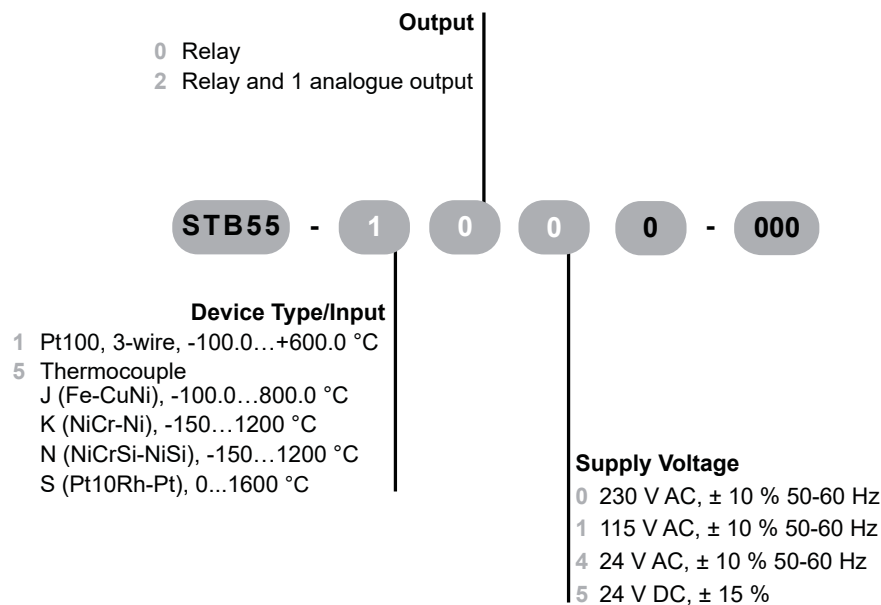 Output
0 Relay
2 Relay and 1 analogue output
STB55 - 1 0 0 0 - 000
Device Type/Input
1 Pt100, 3-wire, -100.0…+600.0 °C
5 Thermocouple
J (Fe-CuNi), -100.0…800.0 °C
K (NiCr-Ni), -150…1200 °C
N (NiCrSi-NiSi), -150…1200 °C
S (Pt10Rh-Pt), 0...1600 °C
Supply Voltage
0 230 V AC, ± 10 % 50-60 Hz
1 115 V AC, ± 10 % 50-60 Hz
4 24 V AC, ± 10 % 50-60 Hz
5 24 V DC, ± 15 %